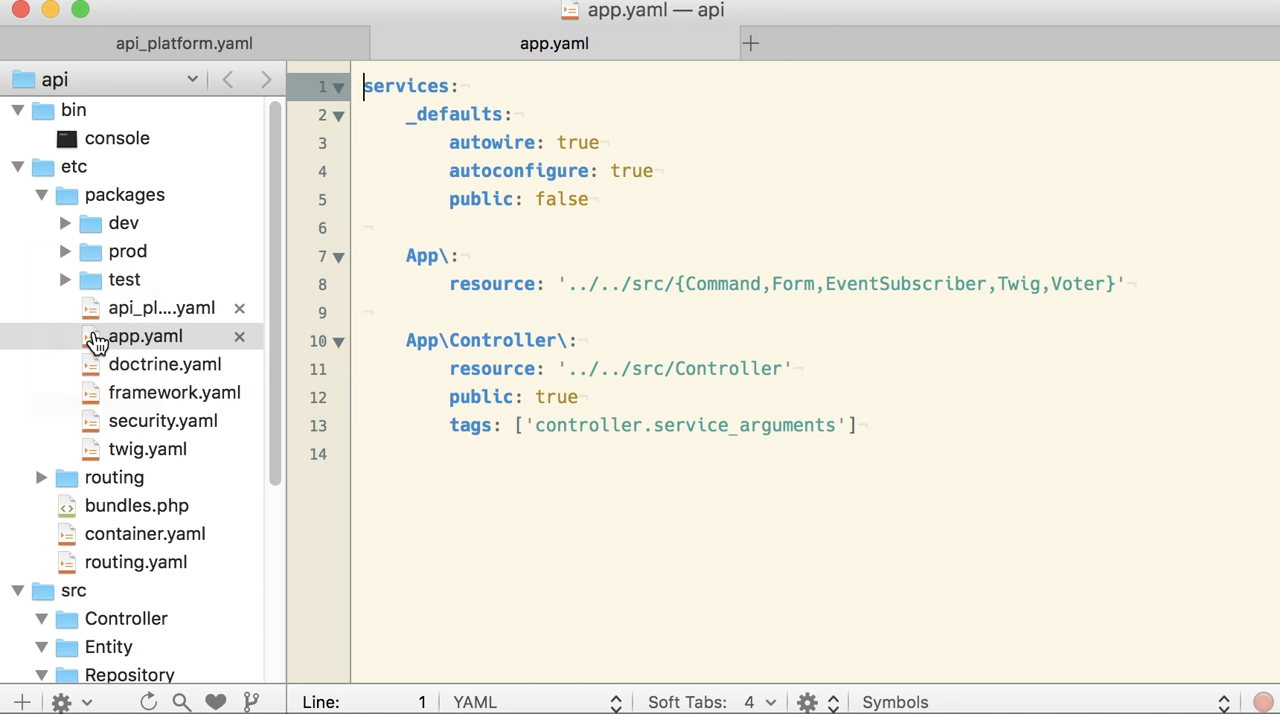 app.yaml — api
api_platform.yaml
app.yaml
api
bin
console
etc
packages
dev
prod
test
api_pl....yaml
app.yaml
doctrine.yaml
framework.yaml
security.yaml
twig.yaml
routing
bundles.php
container.yaml
routing.yaml
src
Controller
Entity
Repository
1 services:
2 _defaults:
3 autowire: true
4 autoconfigure: true
5 public: false
6
7 App\:
8 resource: '../../src/{Command,Form,EventSubscriber,Twig,Voter}'
9
10 App\Controller\:
11 resource: '../../src/Controller'
12 public: true
13 tags: ['controller.service_arguments']
14
Line: 1 YAML Soft Tabs: 4 Symbols